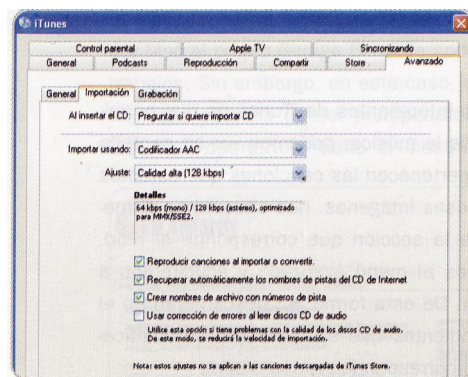 iTunes
Control parental Apple TV Sincronizando
General Podcasts Reproducción Compartir Store Avanzado
General Importación Grabación
Al insertar el CD: Preguntar si quiere importar CD
Importar usando: Codificador AAC
Ajuste: Calidad alta (128 kbps)
Detalles
64 kbps (mono) / 128 kbps (estéreo), optimizado
para MMX/SSE2.
Reproducir canciones al importar o convertir.
Recuperar automáticamente los nombres de pistas del CD de Internet
Crear nombres de archivo con números de pista
Usar corrección de errores al leer discos CD de audio
Utilice esta opción si tiene problemas con la calidad de los discos CD de audio.
De este modo, se reducirá la velocidad de importación.
Nota: estos ajustes no se aplican a las canciones descargadas de iTunes Store.